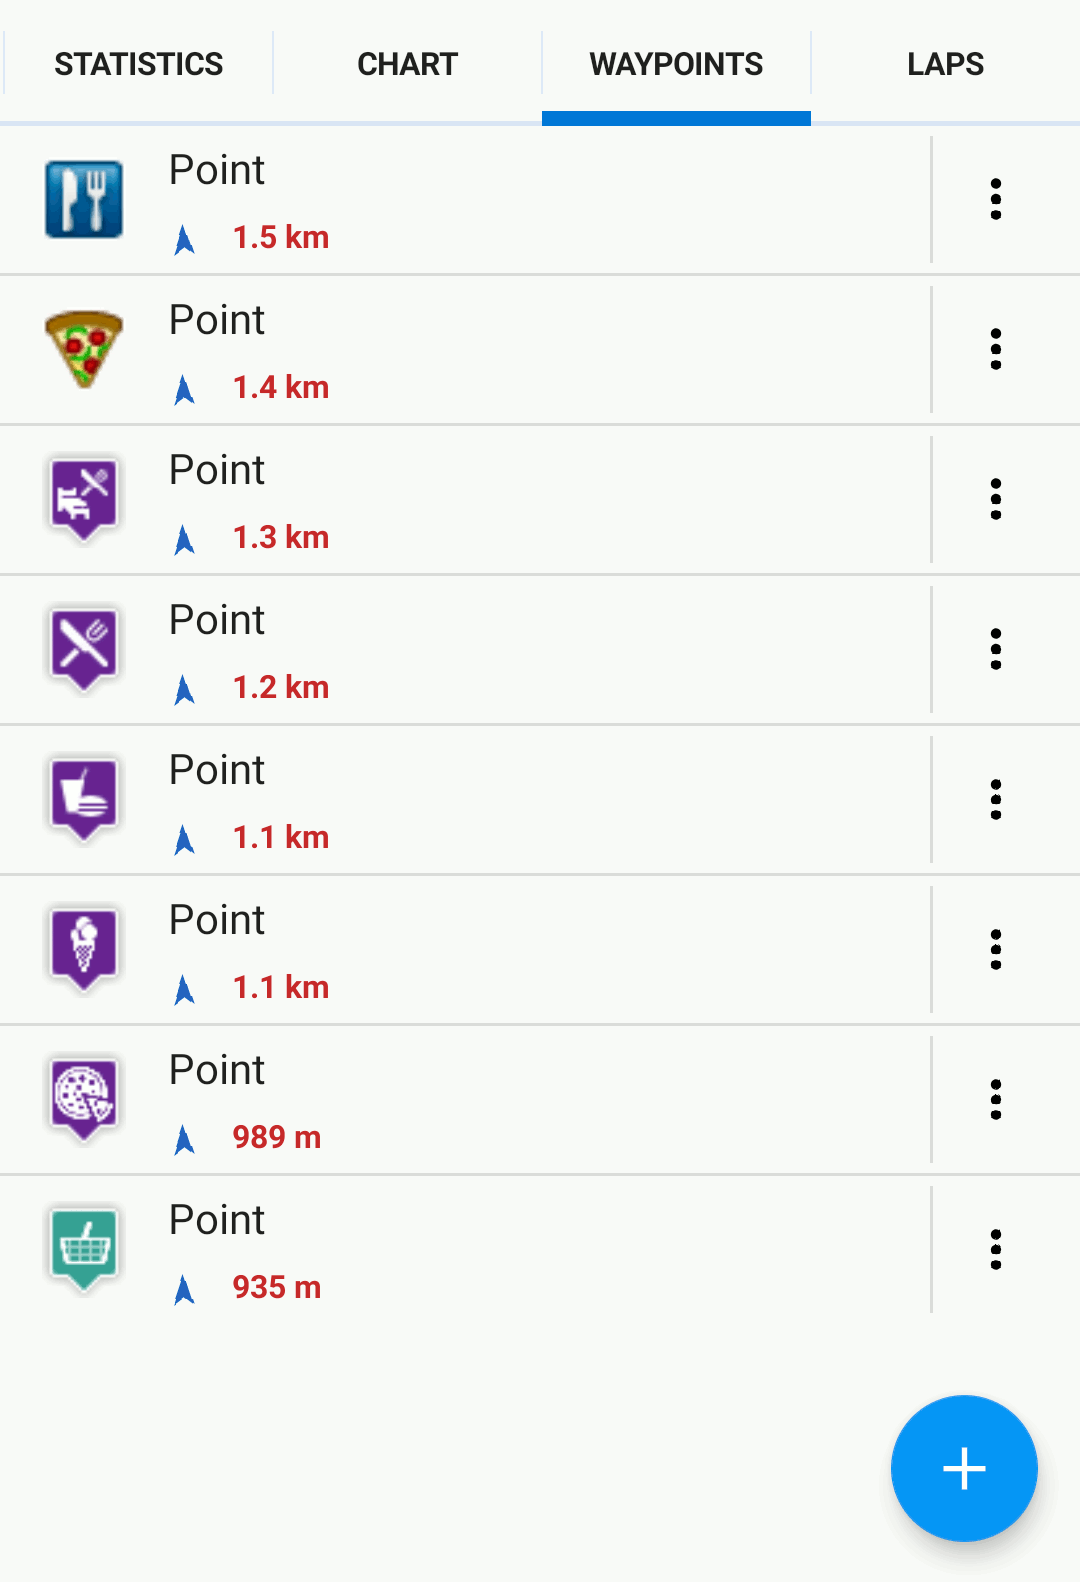 STATISTICS CHART WAYPOINTS LAPS
Point
1.5 km
Point
1.4 km
Point
1.3 km
Point
1.2 km
Point
1.1 km
Point
1.1 km
Point
989 m
Point
935 m